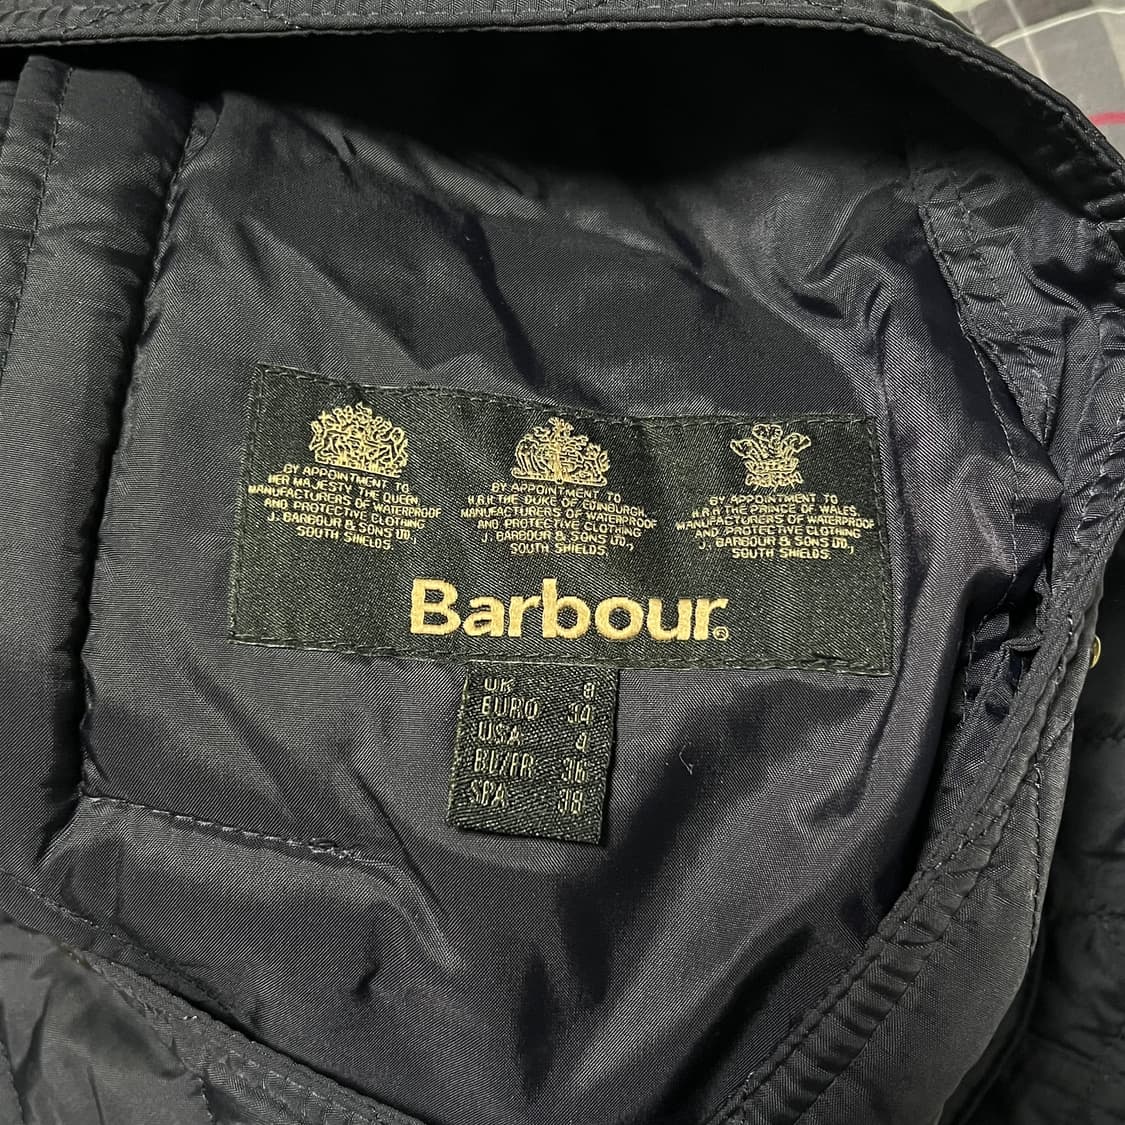 BY APPOINTMENT TO
HER MAJESTY THE QUEEN
MANUFACTURERS OF WATERPROOF
AND PROTECTIVE CLOTHING
J. BARBOUR & SONS LTD.,
SOUTH SHIELDS.
BY APPOINTMENT TO
H.R.H. THE DUKE OF EDINBURGH,
MANUFACTURERS OF WATERPROOF
AND PROTECTIVE CLOTHING
J. BARBOUR & SONS LTD.,
SOUTH SHIELDS.
BY APPOINTMENT TO
H.R.H. THE PRINCE OF WALES,
MANUFACTURERS OF WATERPROOF
AND PROTECTIVE CLOTHING
J. BARBOUR & SONS LTD.,
SOUTH SHIELDS.
Barbour®
UK 8
EURO 34
USA 4
BL/FR 36
SPA 38